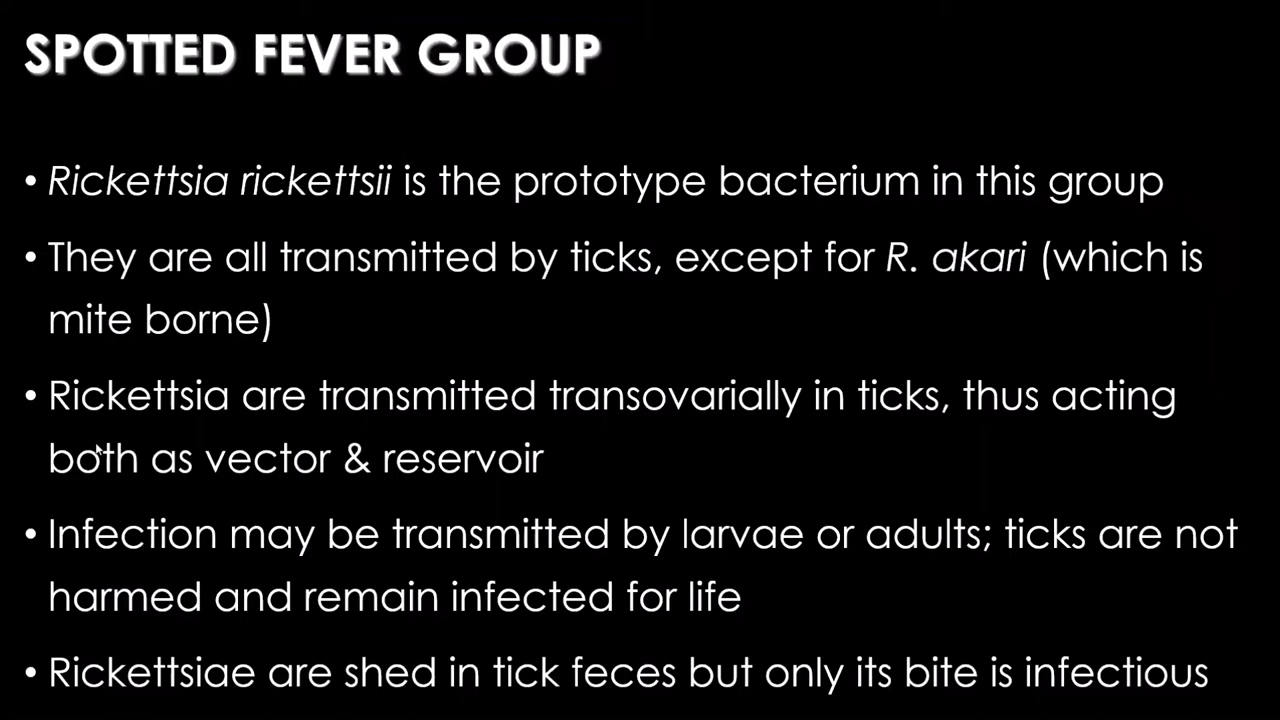 SPOTTED FEVER GROUP
• Rickettsia rickettsii is the prototype bacterium in this group
• They are all transmitted by ticks, except for R. akari (which is
mite borne)
• Rickettsia are transmitted transovarially in ticks, thus acting
both as vector & reservoir
• Infection may be transmitted by larvae or adults; ticks are not
harmed and remain infected for life
• Rickettsiae are shed in tick feces but only its bite is infectious